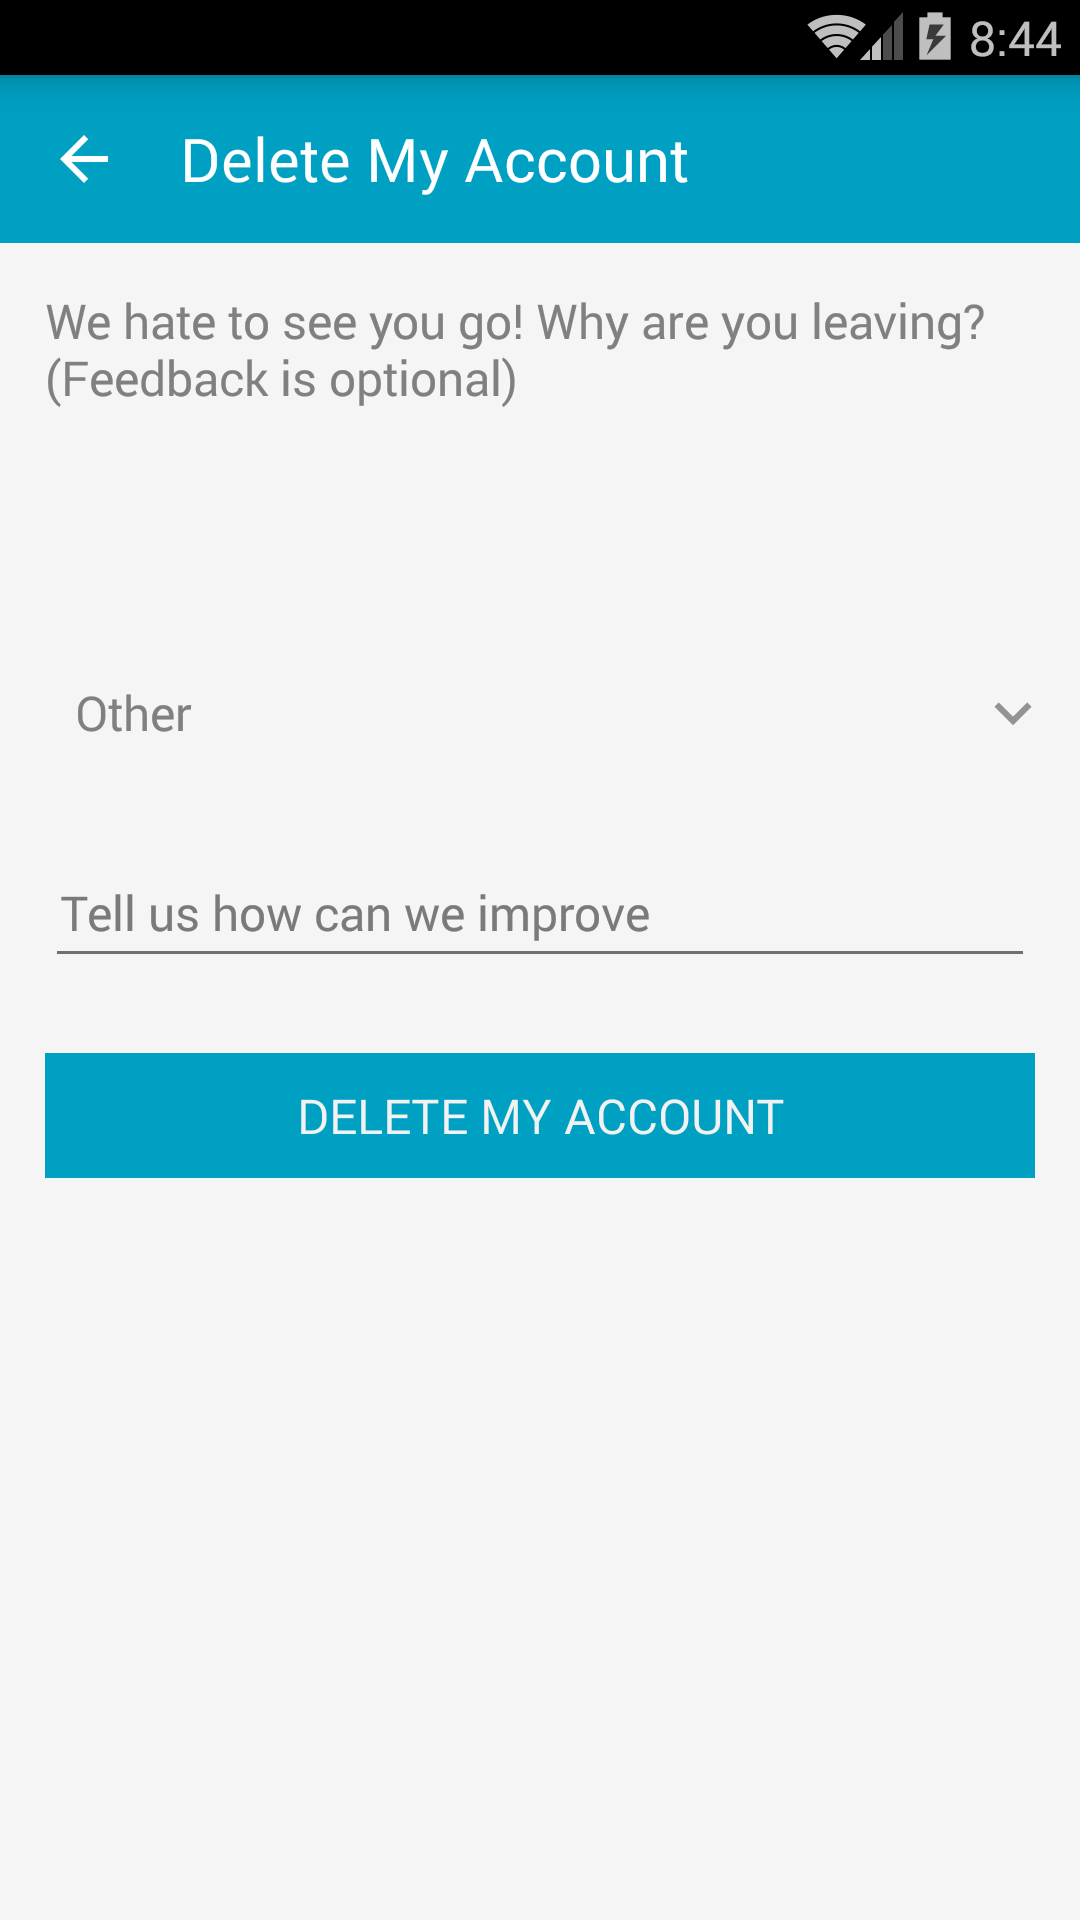 8:44
Delete My Account
We hate to see you go! Why are you leaving?
(Feedback is optional)
Other
Tell us how can we improve
DELETE MY ACCOUNT